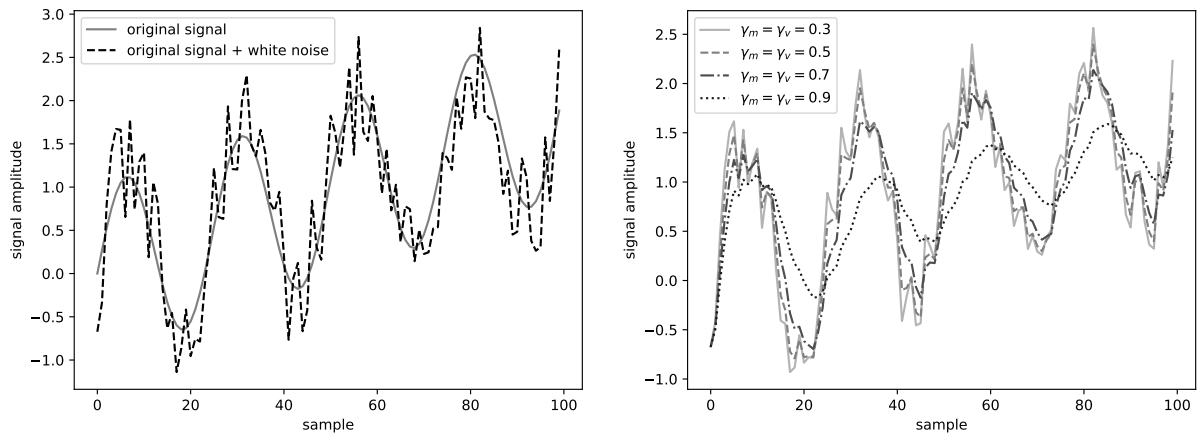 original signal
original signal + white noise
signal amplitude
3.0
2.5
2.0
1.5
1.0
0.5
0.0
−0.5
−1.0
0 20 40 60 80 100
sample
γm = γv = 0.3
γm = γv = 0.5
γm = γv = 0.7
γm = γv = 0.9
signal amplitude
2.5
2.0
1.5
1.0
0.5
0.0
−0.5
−1.0
0 20 40 60 80 100
sample